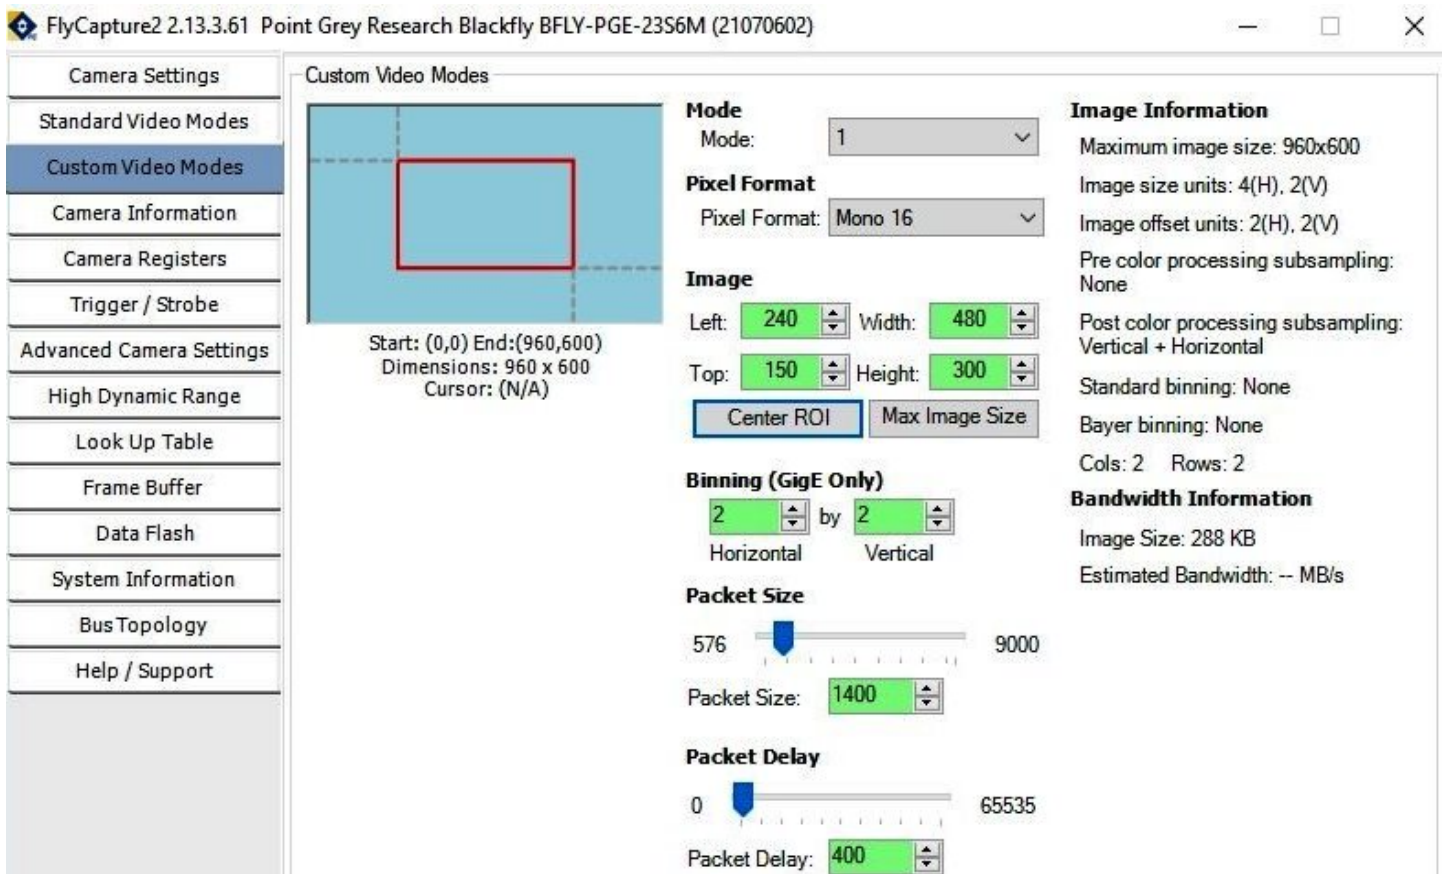 FlyCapture2 2.13.3.61 Point Grey Research Blackfly BFLY-PGE-23S6M (21070602)
Camera Settings
Standard Video Modes
Custom Video Modes
Camera Information
Camera Registers
Trigger / Strobe
Advanced Camera Settings
High Dynamic Range
Look Up Table
Frame Buffer
Data Flash
System Information
Bus Topology
Help / Support
Custom Video Modes
Start: (0,0) End:(960,600)
Dimensions: 960 x 600
Cursor: (N/A)
Mode
Mode: 1
Pixel Format
Pixel Format: Mono 16
Image
Left: 240 Width: 480
Top: 150 Height: 300
Center ROI Max Image Size
Binning (GigE Only)
2 by 2
Horizontal Vertical
Packet Size
576 9000
Packet Size: 1400
Packet Delay
0 65535
Packet Delay: 400
Image Information
Maximum image size: 960x600
Image size units: 4(H), 2(V)
Image offset units: 2(H), 2(V)
Pre color processing subsampling:
None
Post color processing subsampling:
Vertical + Horizontal
Standard binning: None
Bayer binning: None
Cols: 2 Rows: 2
Bandwidth Information
Image Size: 288 KB
Estimated Bandwidth: -- MB/s